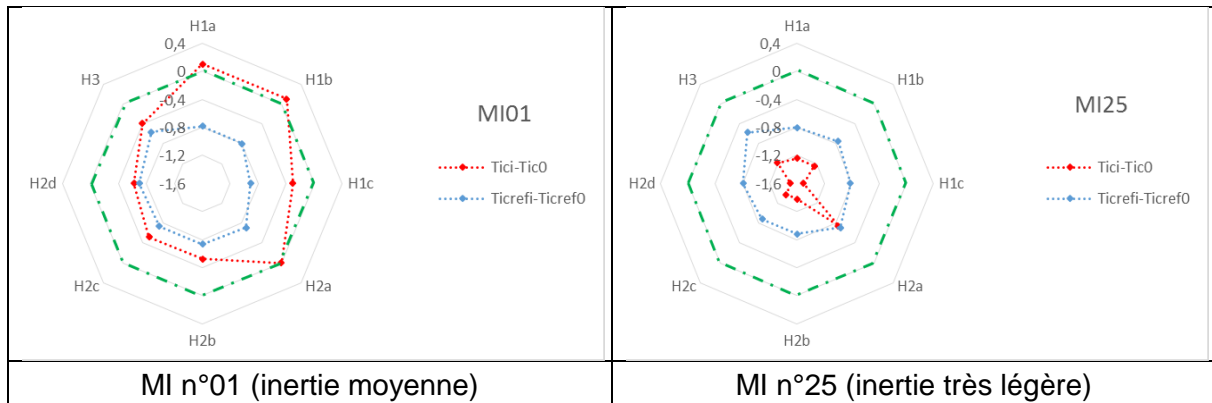 H1a
0,4
0
-0,4
-0,8
-1,2
-1,6
H1b
H1c
H2a
H2b
H2c
H2d
H3
MI01
Tici-Tic0
Ticrefi-Ticref0
MI n°01 (inertie moyenne)
H1a
0,4
0
-0,4
-0,8
-1,2
-1,6
H1b
H1c
H2a
H2b
H2c
H2d
H3
MI25
Tici-Tic0
Ticrefi-Ticref0
MI n°25 (inertie très légère)